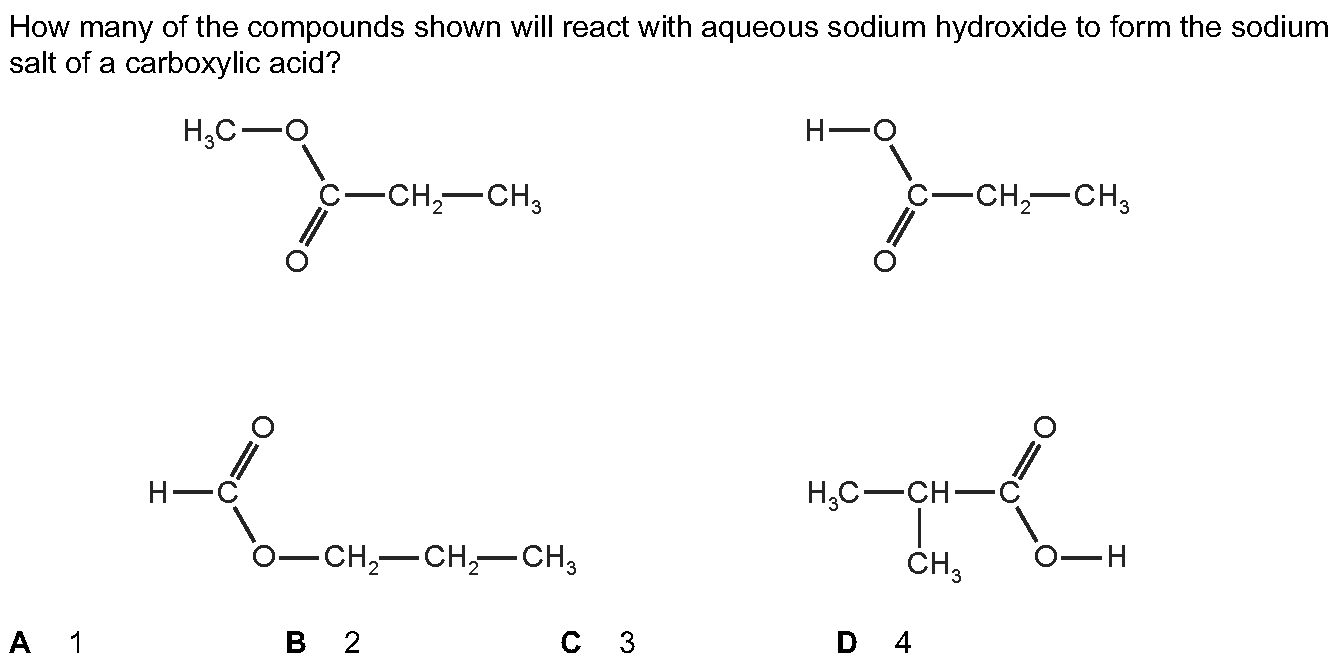 How many of the compounds shown will react with aqueous sodium hydroxide to form the sodium
salt of a carboxylic acid?
H₃C—O H—O
C—CH₂—CH₃ C—CH₂—CH₃
O O
O O
H—C H₃C—CH—C
O—CH₂—CH₂—CH₃ CH₃ O—H
A 1 B 2 C 3 D 4